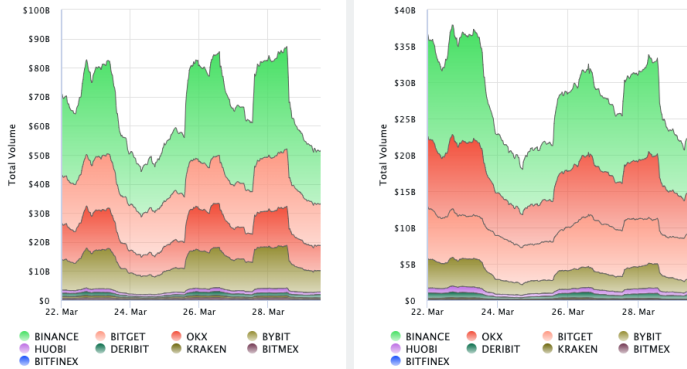 $100B
$90B
$80B
$70B
$60B
$50B
$40B
$30B
$20B
$10B
$0
Total Volume
22. Mar
24. Mar
26. Mar
28. Mar
BINANCE
BITGET
OKX
BYBIT
HUOBI
DERIBIT
KRAKEN
BITMEX
BITFINEX
$40B
$35B
$30B
$25B
$20B
$15B
$10B
$5B
$0
Total Volume
22. Mar
24. Mar
26. Mar
28. Mar
BINANCE
OKX
BITGET
BYBIT
HUOBI
DERIBIT
KRAKEN
BITMEX
BITFINEX